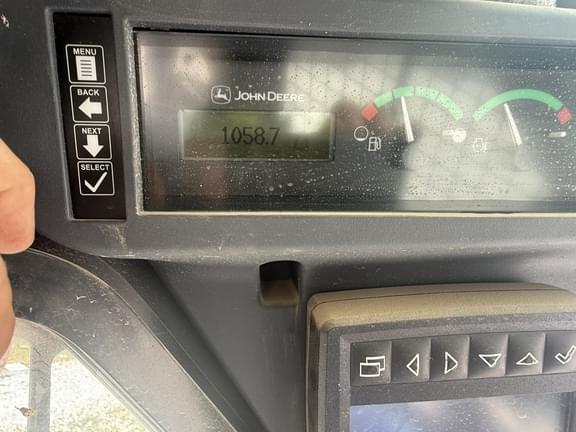 MENU
BACK
NEXT
SELECT
JOHN DEERE
1058.7